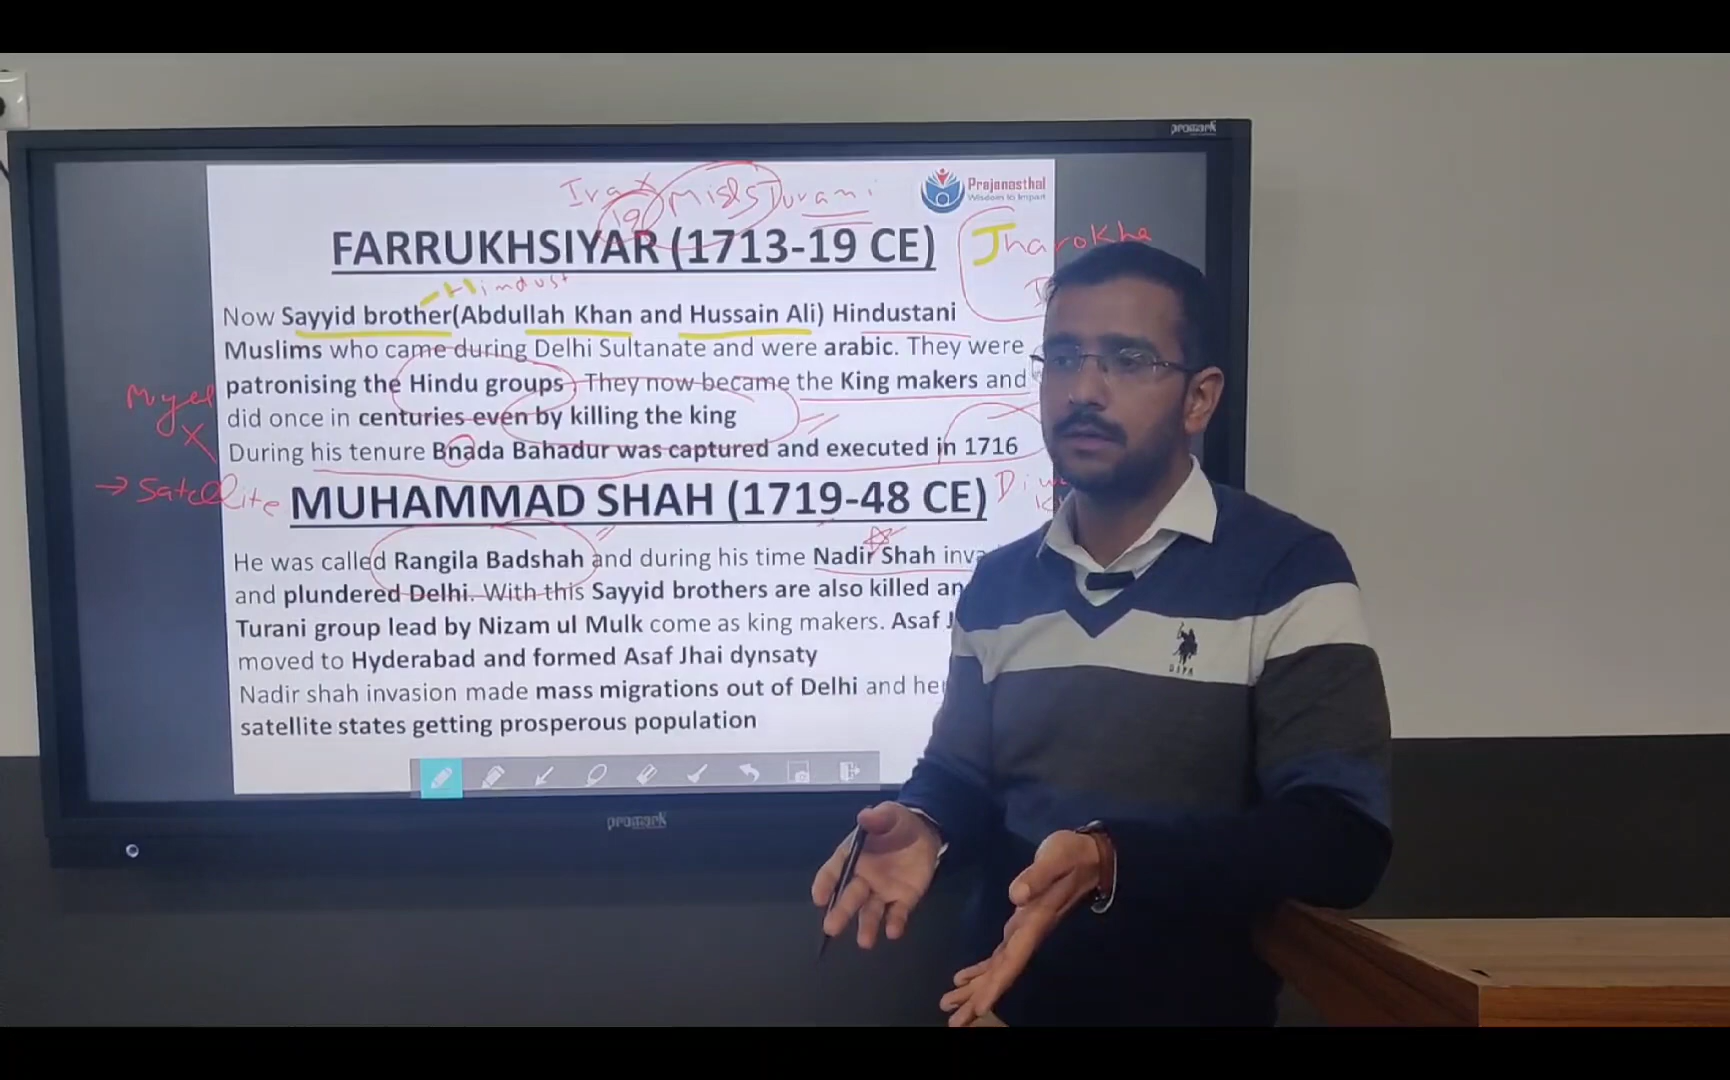 promark
Misls Turani
19
Prajanasthal
Wisdom to Impart
FARRUKHSIYAR (1713-19 CE)
Jharokha
Hindust
Now Sayyid brother(Abdullah Khan and Hussain Ali) Hindustani
Muslims who came during Delhi Sultanate and were arabic. They were
patronising the Hindu groups. They now became the King makers and
did once in centuries even by killing the king
During his tenure Bnada Bahadur was captured and executed in 1716
→ Satellite
MUHAMMAD SHAH (1719-48 CE)
He was called Rangila Badshah and during his time Nadir Shah inva
and plundered Delhi. With this Sayyid brothers are also killed an
Turani group lead by Nizam ul Mulk come as king makers. Asaf J
moved to Hyderabad and formed Asaf Jhai dynsaty
Nadir shah invasion made mass migrations out of Delhi and her
satellite states getting prosperous population
promark
USPA